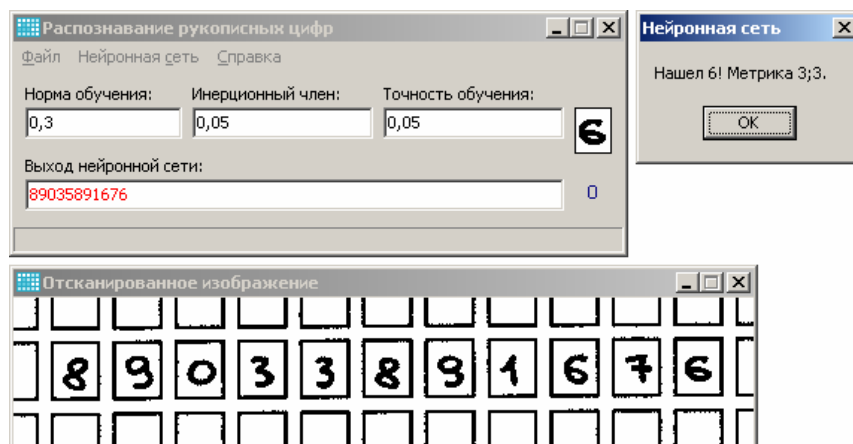 Распознавание рукописных цифр
Файл Нейронная сеть Справка
Норма обучения: Инерционный член: Точность обучения:
0,3 0,05 0,05
6
Выход нейронной сети:
89035891676 0
Нейронная сеть
Нашел 6! Метрика 3;3.
OK
Отсканированное изображение
8 9 0 3 3 8 9 1 6 7 6